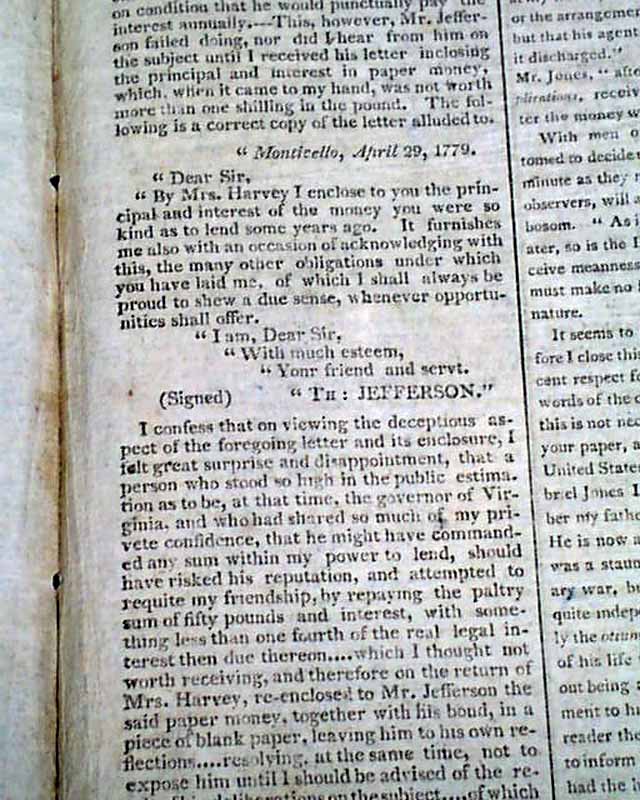 on condition that he would punctually pay the
interest annually.—This, however, Mr. Jeffer-
son failed doing, nor did I hear from him on
the subject until I received his letter inclosing
the principal and interest in paper money,
which, when it came to my hand, was not worth
more than one shilling in the pound. The fol-
lowing is a correct copy of the letter alluded to.
“ Monticello, April 29, 1779.
“ Dear Sir,
“ By Mrs. Harvey I enclose to you the prin-
cipal and interest of the money you were so
kind as to lend some years ago. It furnishes
me also with an occasion of acknowledging with
this, the many other obligations under which
you have laid me, of which I shall always be
proud to shew a due sense, whenever opportu-
nities shall offer.
“ I am, Dear Sir,
“ With much esteem,
“ Your friend and servt.
(Signed) “ TH: JEFFERSON.”
I confess that on viewing the deceptious as-
pect of the foregoing letter and its enclosure, I
felt great surprise and disappointment, that a
person who stood so high in the public estima-
tion as to be, at that time, the governor of Vir-
ginia, and who had shared so much of my pri-
vete confidence, that he might have command-
ed any sum within my power to lend, should
have risked his reputation, and attempted to
requite my friendship, by repaying the paltry
sum of fifty pounds and interest, with some-
thing less than one fourth of the real legal in-
terest then due thereon....which I thought not
worth receiving, and therefore on the return of
Mrs. Harvey, re-enclosed to Mr. Jefferson the
said paper money, together with his bond, in a
piece of blank paper, leaving him to his own re-
flections....resolving, at the same time, not to
expose him until I should be advised of the re-
on the subject....of which
or the arrangemen
but that his agent
it discharged.”
Mr. Jones, “ after
plications, receiv
ter the money w
With men o
tomed to decide
minute as they r
observers, will a
bosom. “ As i
ater, so is the
ceive meanness
must make no
nature.
It seems to
fore I close this
cent respect f
words of the c
this is not nec
your paper, a
United State
briel Jones I
ber my fathe
He is now a
was a staun
ary war, b
quite indep
ly the ottum
of his life
out being
ment to hi
reader the
to inform
had the